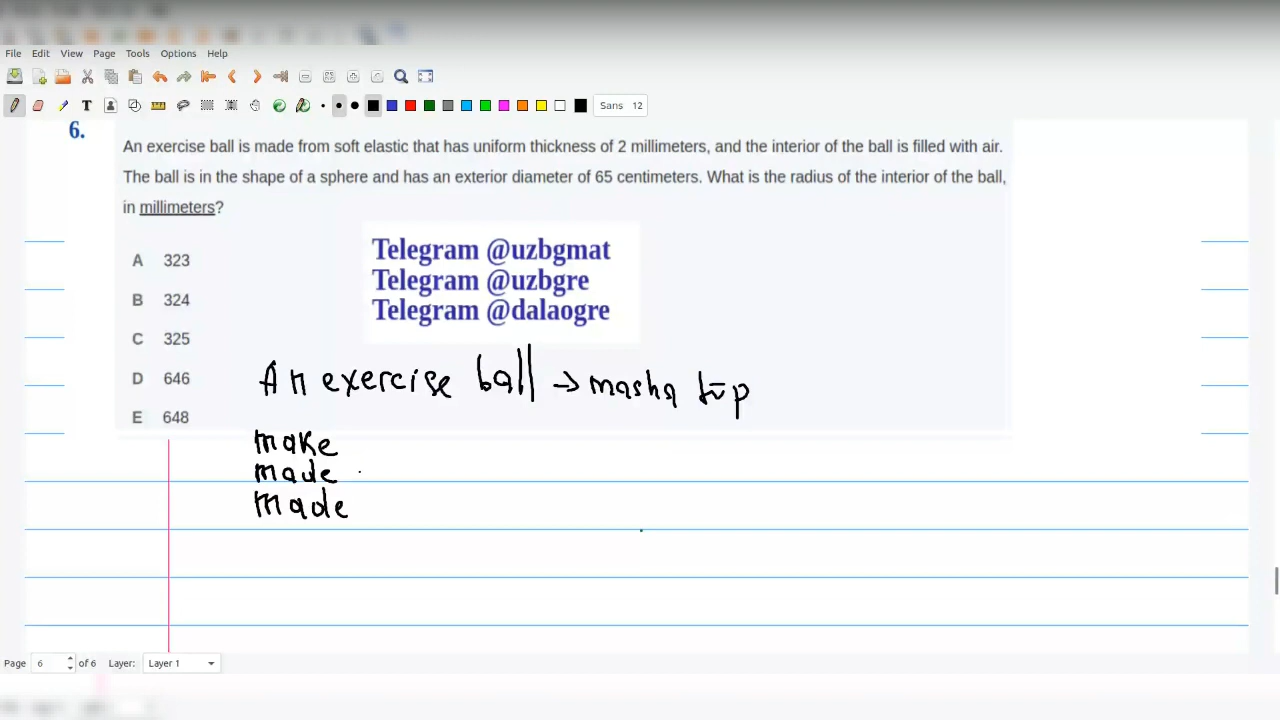 File Edit View Page Tools Options Help
T Sans 12
6.
An exercise ball is made from soft elastic that has uniform thickness of 2 millimeters, and the interior of the ball is filled with air.
The ball is in the shape of a sphere and has an exterior diameter of 65 centimeters. What is the radius of the interior of the ball,
in millimeters?
Telegram @uzbgmat
Telegram @uzbgre
Telegram @dalaogre
A 323
B 324
C 325
D 646
E 648
An exercise ball → mashq
make
made
made
Page 6 of 6 Layer: Layer 1